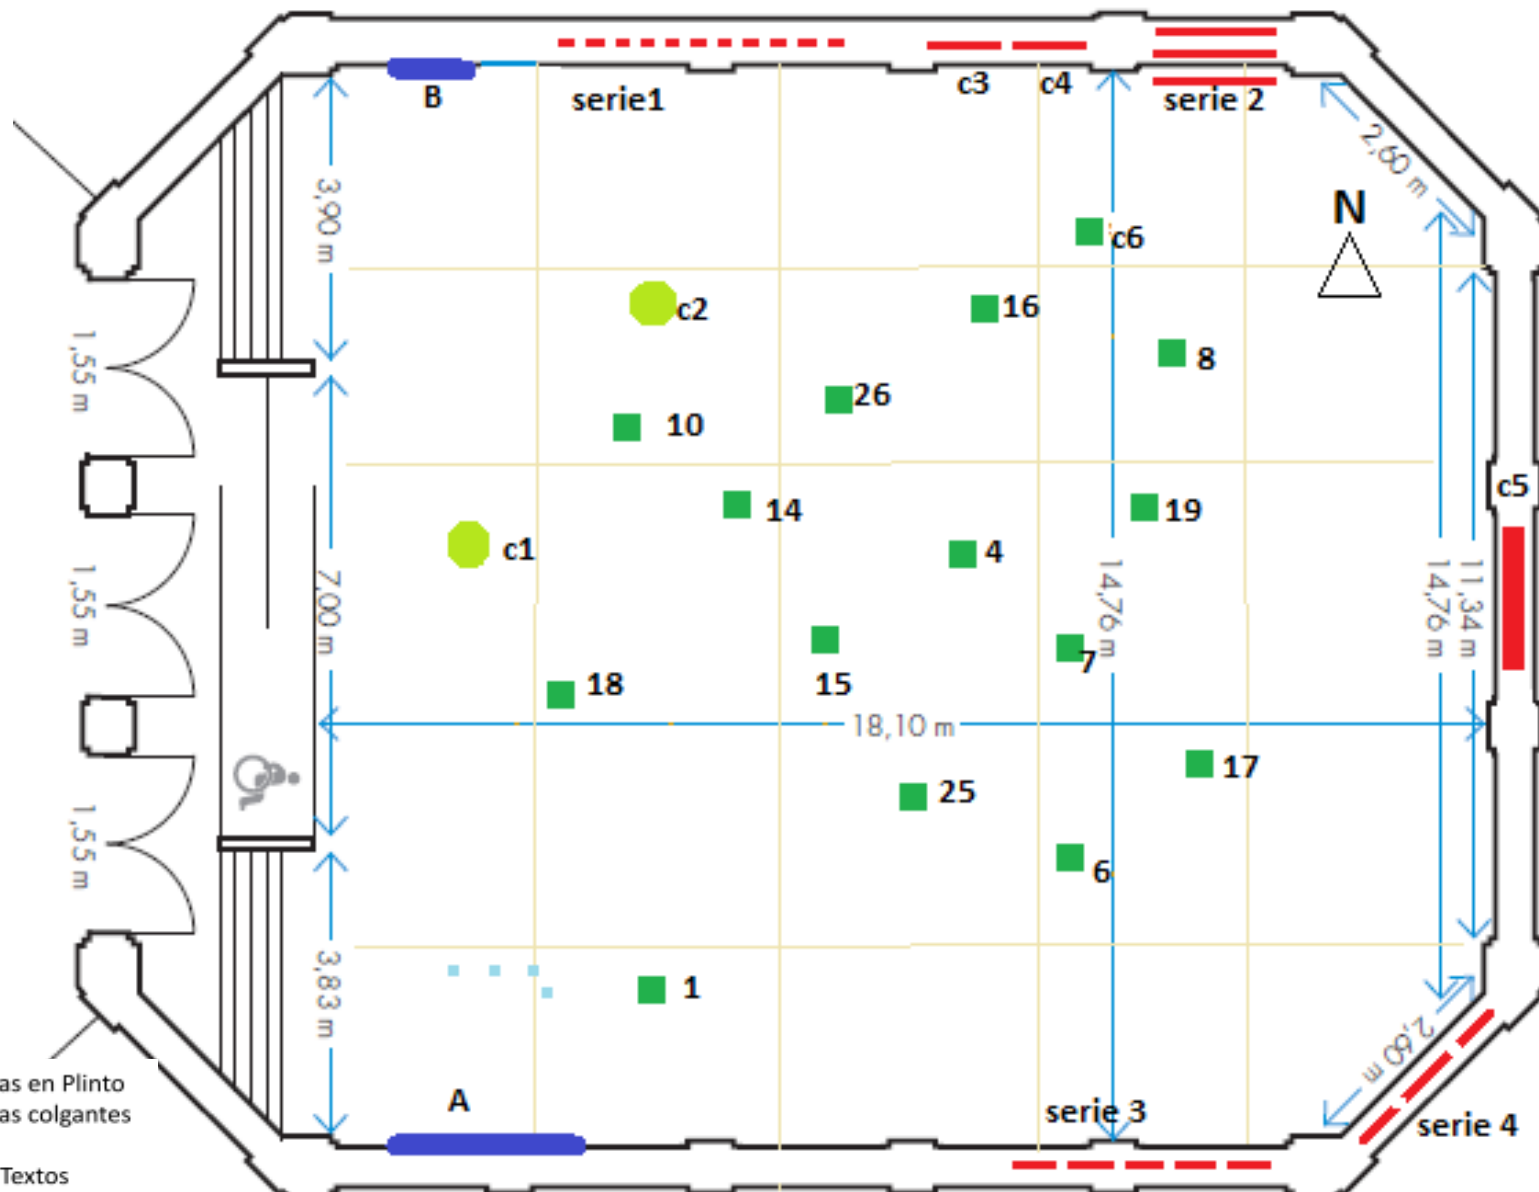 B
serie1
c3
c4
serie 2
2,60 m
3,90 m
N
c6
c2
16
8
1,55 m
26
10
c5
14
19
c1
4
1,55 m
7,00 m
14,76 m
14,76 m
11,34 m
7
18
15
18,10 m
17
25
1,55 m
6
3,83 m
1
2,60 m
as en Plinto
A
as colgantes
serie 3
serie 4
Textos